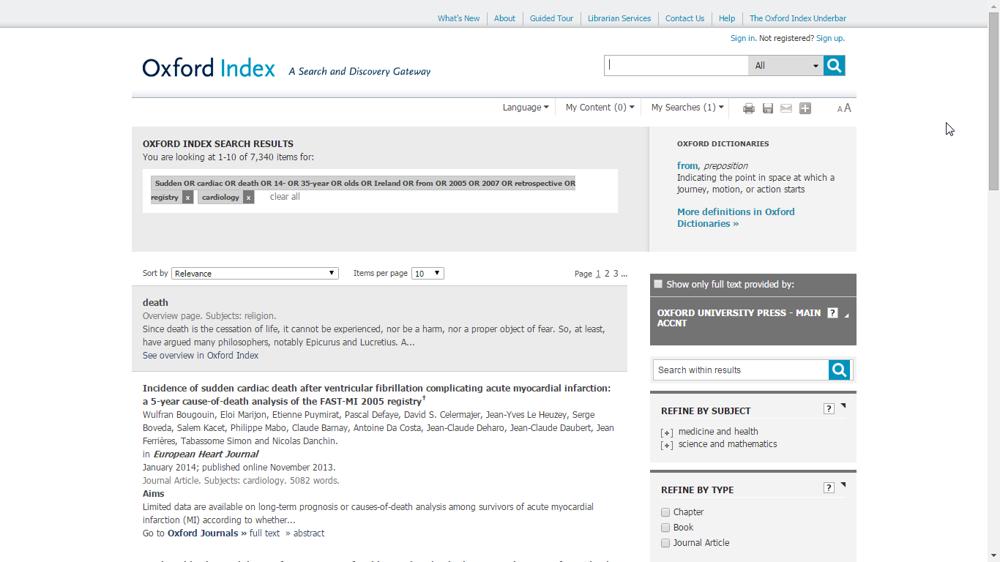 What's New About Guided Tour Librarian Services Contact Us Help The Oxford Index Underbar
Sign in. Not registered? Sign up.
Oxford Index A Search and Discovery Gateway
All
Language My Content (0) My Searches (1)
A A
OXFORD INDEX SEARCH RESULTS
You are looking at 1-10 of 7,340 items for:
Sudden OR cardiac OR death OR 14- OR 35-year OR olds OR Ireland OR from OR 2005 OR 2007 OR retrospective OR
registry x cardiology x clear all
OXFORD DICTIONARIES
from, preposition
Indicating the point in space at which a
journey, motion, or action starts
More definitions in Oxford
Dictionaries »
Sort by Relevance Items per page 10 Page 1 2 3 ...
death
Overview page. Subjects: religion.
Since death is the cessation of life, it cannot be experienced, nor be a harm, nor a proper object of fear. So, at least,
have argued many philosophers, notably Epicurus and Lucretius. A...
See overview in Oxford Index
Incidence of sudden cardiac death after ventricular fibrillation complicating acute myocardial infarction:
a 5-year cause-of-death analysis of the FAST-MI 2005 registry†
Wulfran Bougouin, Eloi Marijon, Etienne Puymirat, Pascal Defaye, David S. Celermajer, Jean-Yves Le Heuzey, Serge
Boveda, Salem Kacet, Philippe Mabo, Claude Barnay, Antoine Da Costa, Jean-Claude Deharo, Jean-Claude Daubert, Jean
Ferrières, Tabassome Simon and Nicolas Danchin.
in European Heart Journal
January 2014; published online November 2013.
Journal Article. Subjects: cardiology. 5082 words.
Aims
Limited data are available on long-term prognosis or causes-of-death analysis among survivors of acute myocardial
infarction (MI) according to whether...
Go to Oxford Journals » full text » abstract
Show only full text provided by:
OXFORD UNIVERSITY PRESS - MAIN ?
ACCNT
Search within results
REFINE BY SUBJECT ?
[+] medicine and health
[+] science and mathematics
REFINE BY TYPE ?
Chapter
Book
Journal Article